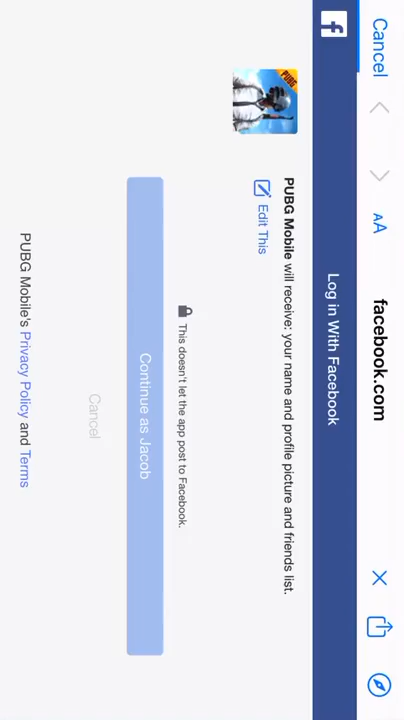 Cancel
AA
facebook.com
Log in With Facebook
PUBG
PUBG Mobile will receive: your name and profile picture and friends list.
Edit This
This doesn't let the app post to Facebook.
Continue as Jacob
Cancel
PUBG Mobile's Privacy Policy and Terms